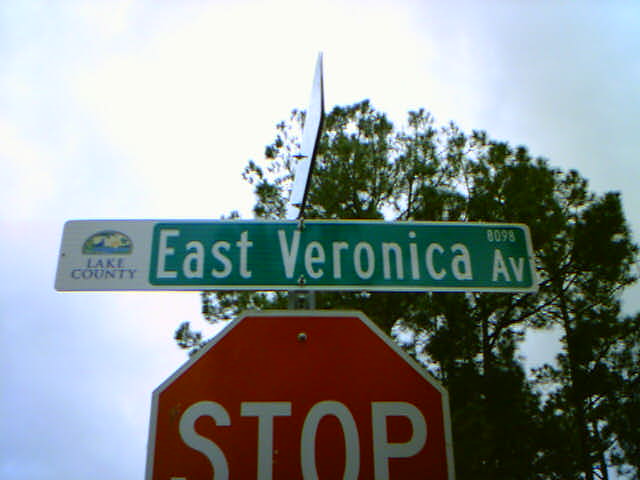 LAKE
COUNTY
East Veronica Av
8098
STOP